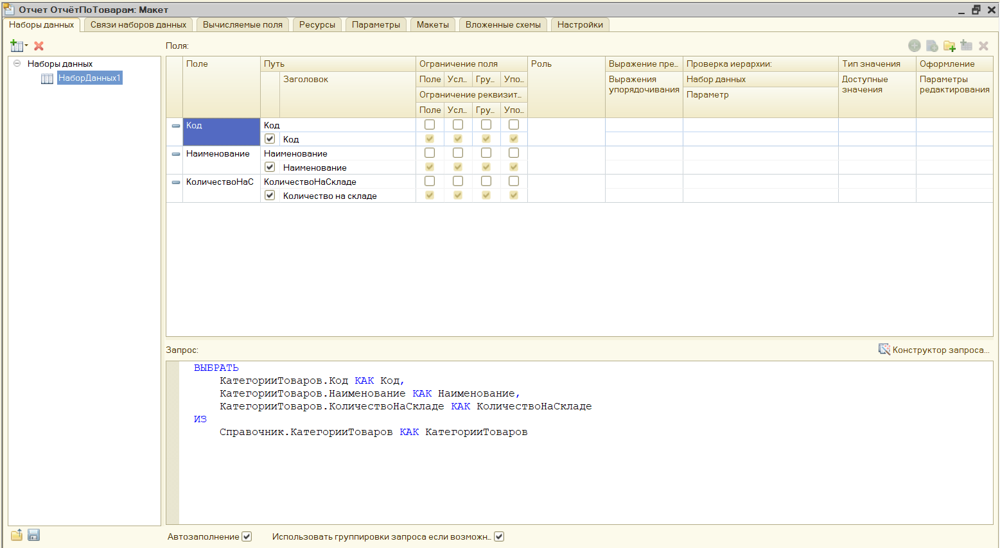 Отчет ОтчётПоТоварам: Макет
Наборы данных Связи наборов данных Вычисляемые поля Ресурсы Параметры Макеты Вложенные схемы Настройки
Поля:
Наборы данных
НаборДанных1
Поле Путь Ограничение поля Роль Выражение пре... Проверка иерархии: Тип значения Оформление
Заголовок Поле Усл... Гру... Упо... Выражения упорядочивания Набор данных Доступные значения Параметры редактирования
Ограничение реквизит... Параметр
Поле Усл... Гру... Упо...
Код Код
Код
Наименование Наименование
Наименование
КоличествоНаС КоличествоНаСкладе
Количество на складе
Запрос: Конструктор запроса...
ВЫБРАТЬ
КатегорииТоваров.Код КАК Код,
КатегорииТоваров.Наименование КАК Наименование,
КатегорииТоваров.КоличествоНаСкладе КАК КоличествоНаСкладе
ИЗ
Справочник.КатегорииТоваров КАК КатегорииТоваров
Автозаполнение Использовать группировки запроса если возможн...